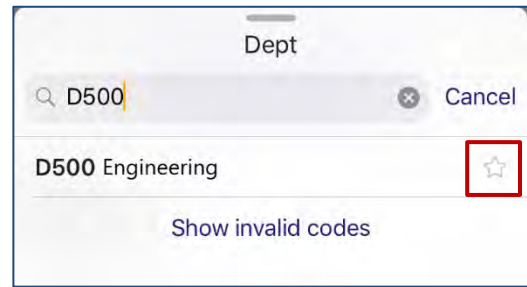 Dept
D500
Cancel
D500 Engineering
Show invalid codes